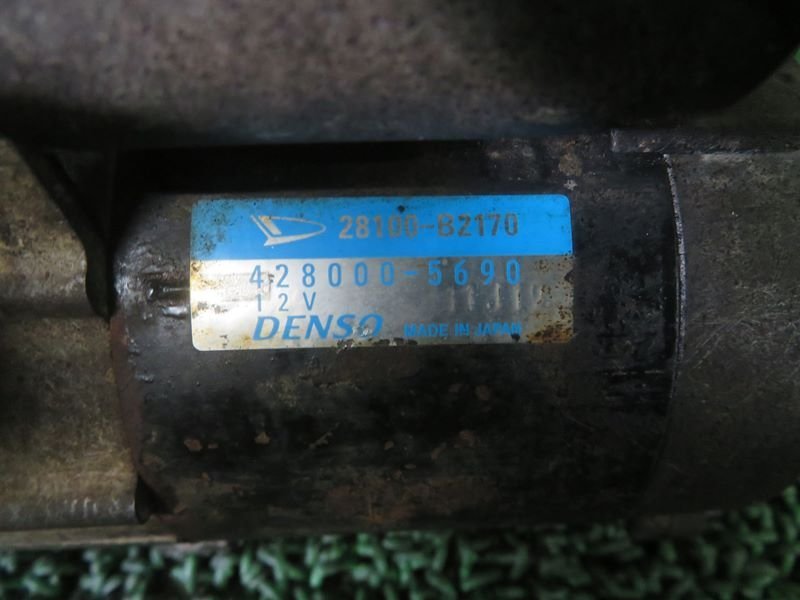 28100-B2170
428000-5690
12V
DENSO MADE IN JAPAN